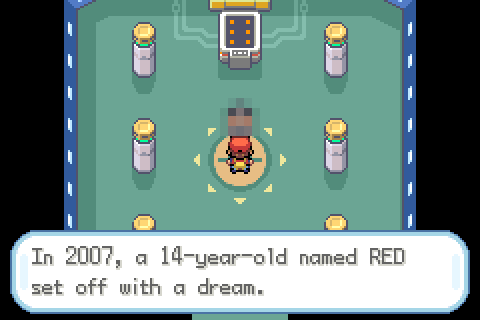 In 2007, a 14-year-old named RED
set off with a dream.